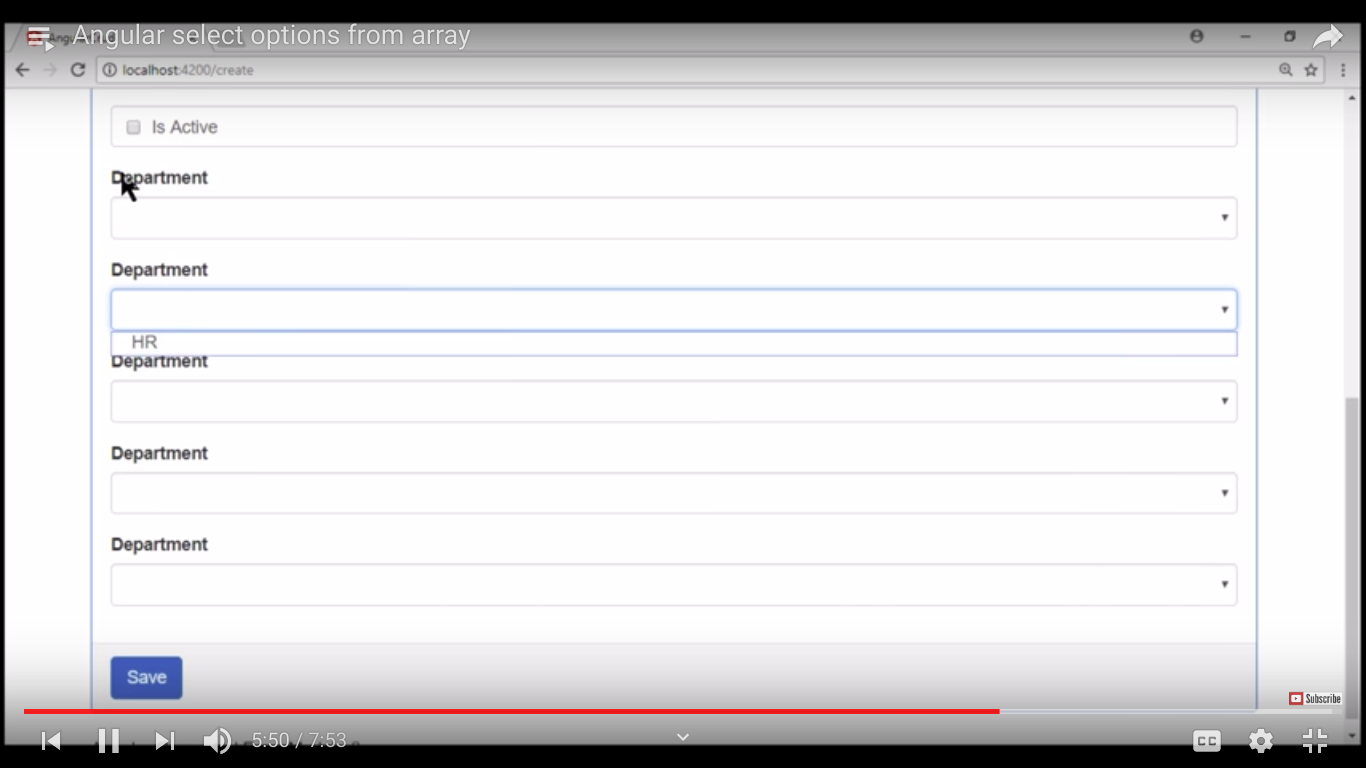 Angular select options from array
localhost:4200/create
Is Active
Department
Department
HR
Department
Department
Department
Save
Subscribe
5:50 / 7:53
CC